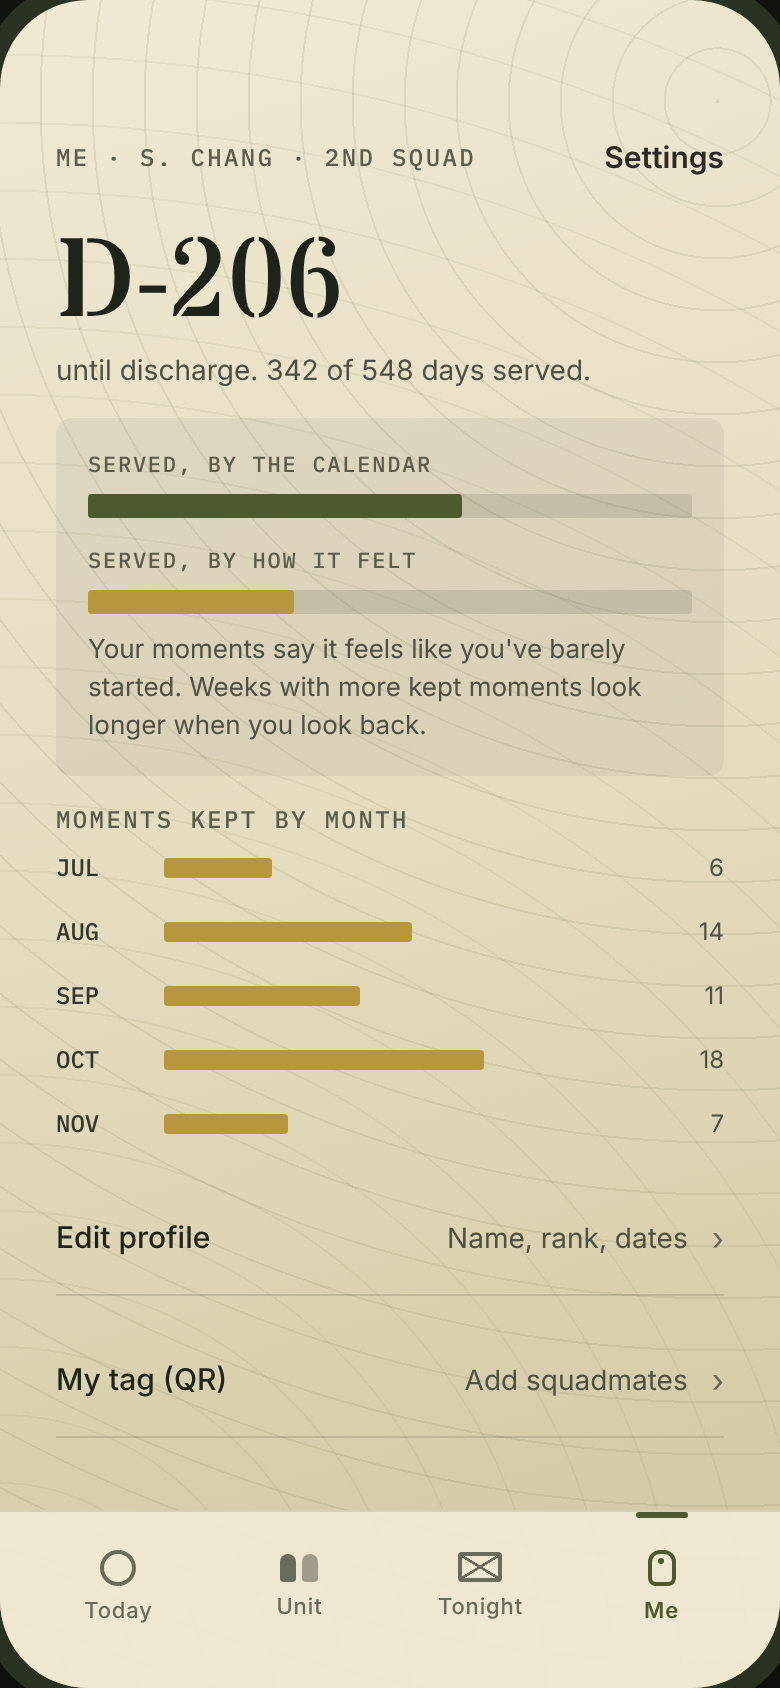 ME · S. CHANG · 2ND SQUAD
Settings
D-206
until discharge. 342 of 548 days served.
SERVED, BY THE CALENDAR
SERVED, BY HOW IT FELT
Your moments say it feels like you've barely
started. Weeks with more kept moments look
longer when you look back.
MOMENTS KEPT BY MONTH
JUL 6
AUG 14
SEP 11
OCT 18
NOV 7
Edit profile Name, rank, dates ›
My tag (QR) Add squadmates ›
Today Unit Tonight Me